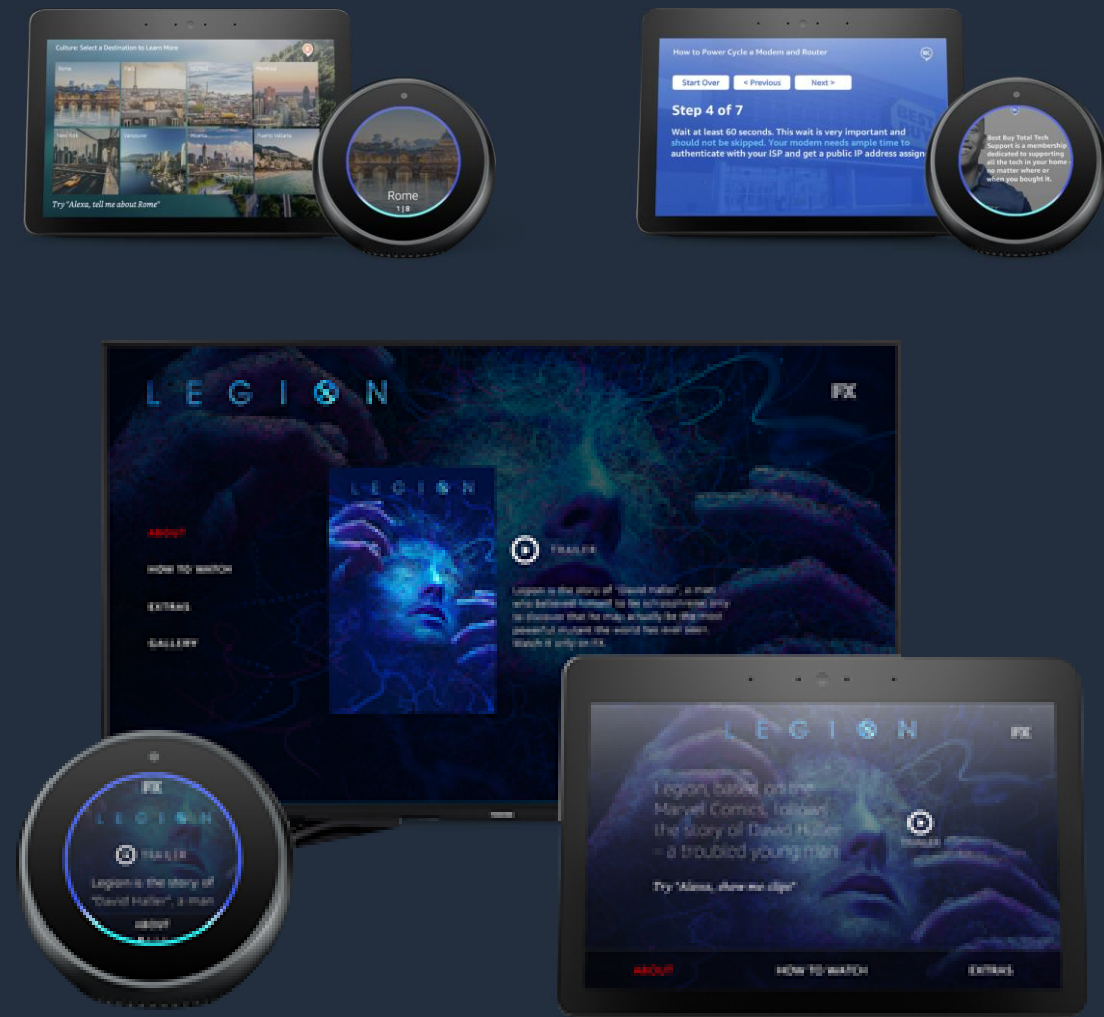 Culture: Select a Destination to Learn More
Rome
Montreal
New York
Vancouver
Miami
Puerto Vallarta
Try "Alexa, tell me about Rome"
Rome
1|8
How to Power Cycle a Modem and Router
Start Over
< Previous
Next >
Step 4 of 7
Wait at least 60 seconds. This wait is very important and
should not be skipped. Your modem needs ample time to
authenticate with your ISP and get a public IP address assign
Best Buy Total Tech
Support is a membership
dedicated to supporting
all the tech in your home -
no matter where or
when you bought it.
LEGION
FX
ABOUT
HOW TO WATCH
EXTRAS
GALLERY
LEGION
TRAILER
Legion is the story of "David Haller", a man
who believed himself to be schizophrenic only
to discover that he may actually be the most
powerful mutant the world has ever seen.
Watch it only on FX.
FX
LEGION
TRAILER
Legion is the story of
"David Haller", a man
ABOUT
LEGION
FX
Legion, based on the
Marvel Comics, follows
the story of David Haller
– a troubled young man
TRAILER
Try "Alexa, show me clips"
ABOUT
HOW TO WATCH
EXTRAS